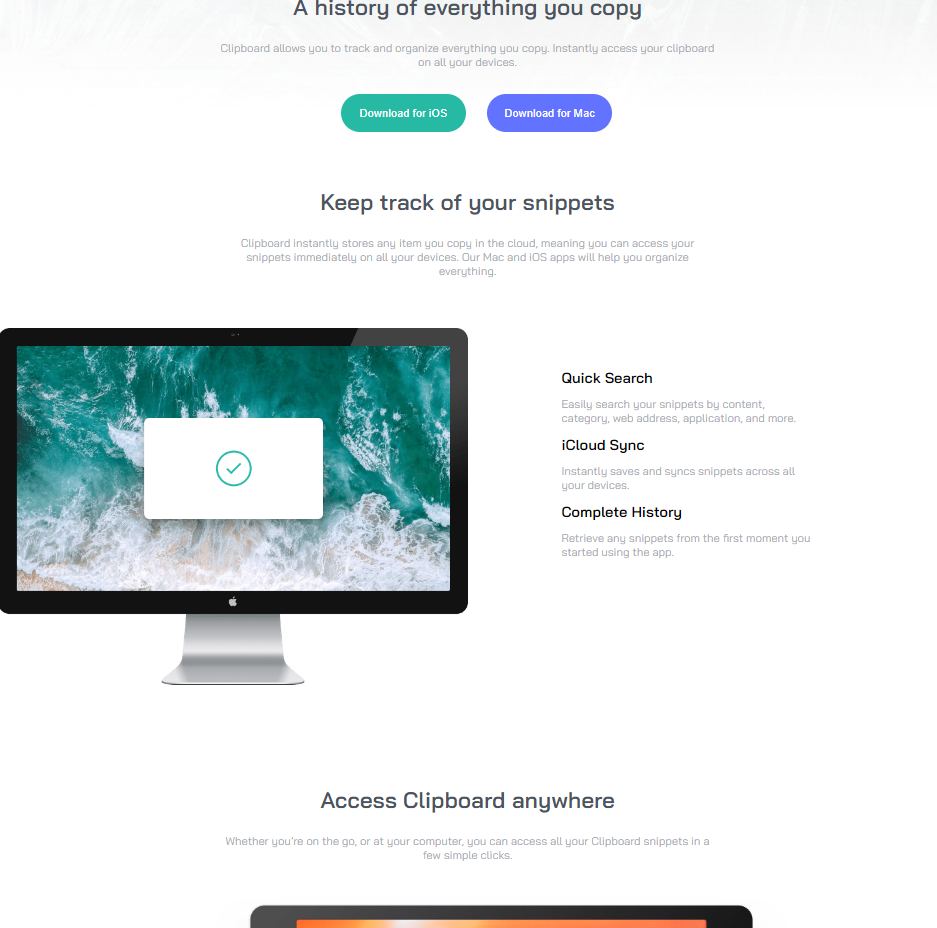 A history of everything you copy
Clipboard allows you to track and organize everything you copy. Instantly access your clipboard
on all your devices.
Download for iOS
Download for Mac
Keep track of your snippets
Clipboard instantly stores any item you copy in the cloud, meaning you can access your
snippets immediately on all your devices. Our Mac and iOS apps will help you organize
everything.
Quick Search
Easily search your snippets by content,
category, web address, application, and more.
iCloud Sync
Instantly saves and syncs snippets across all
your devices.
Complete History
Retrieve any snippets from the first moment you
started using the app.
Access Clipboard anywhere
Whether you're on the go, or at your computer, you can access all your Clipboard snippets in a
few simple clicks.